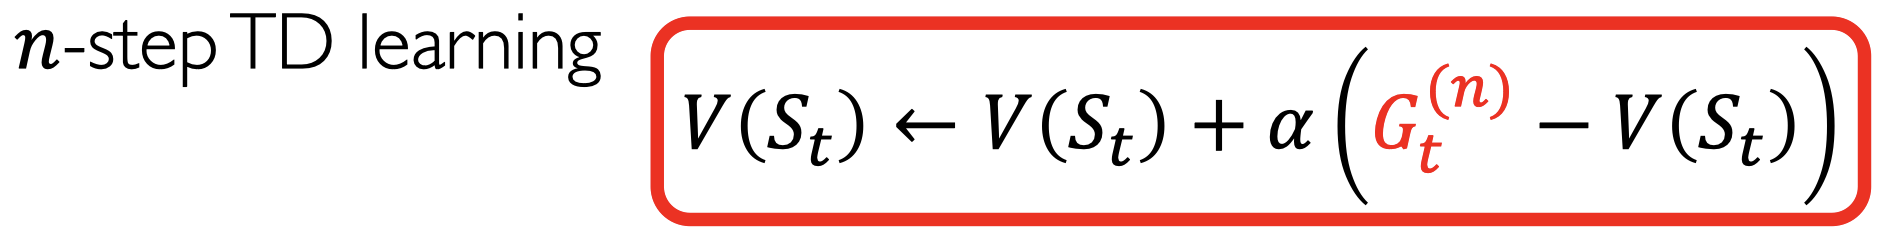 n-step TD learning
V(S_t) ← V(S_t) + α(G_t^{(n)} − V(S_t))